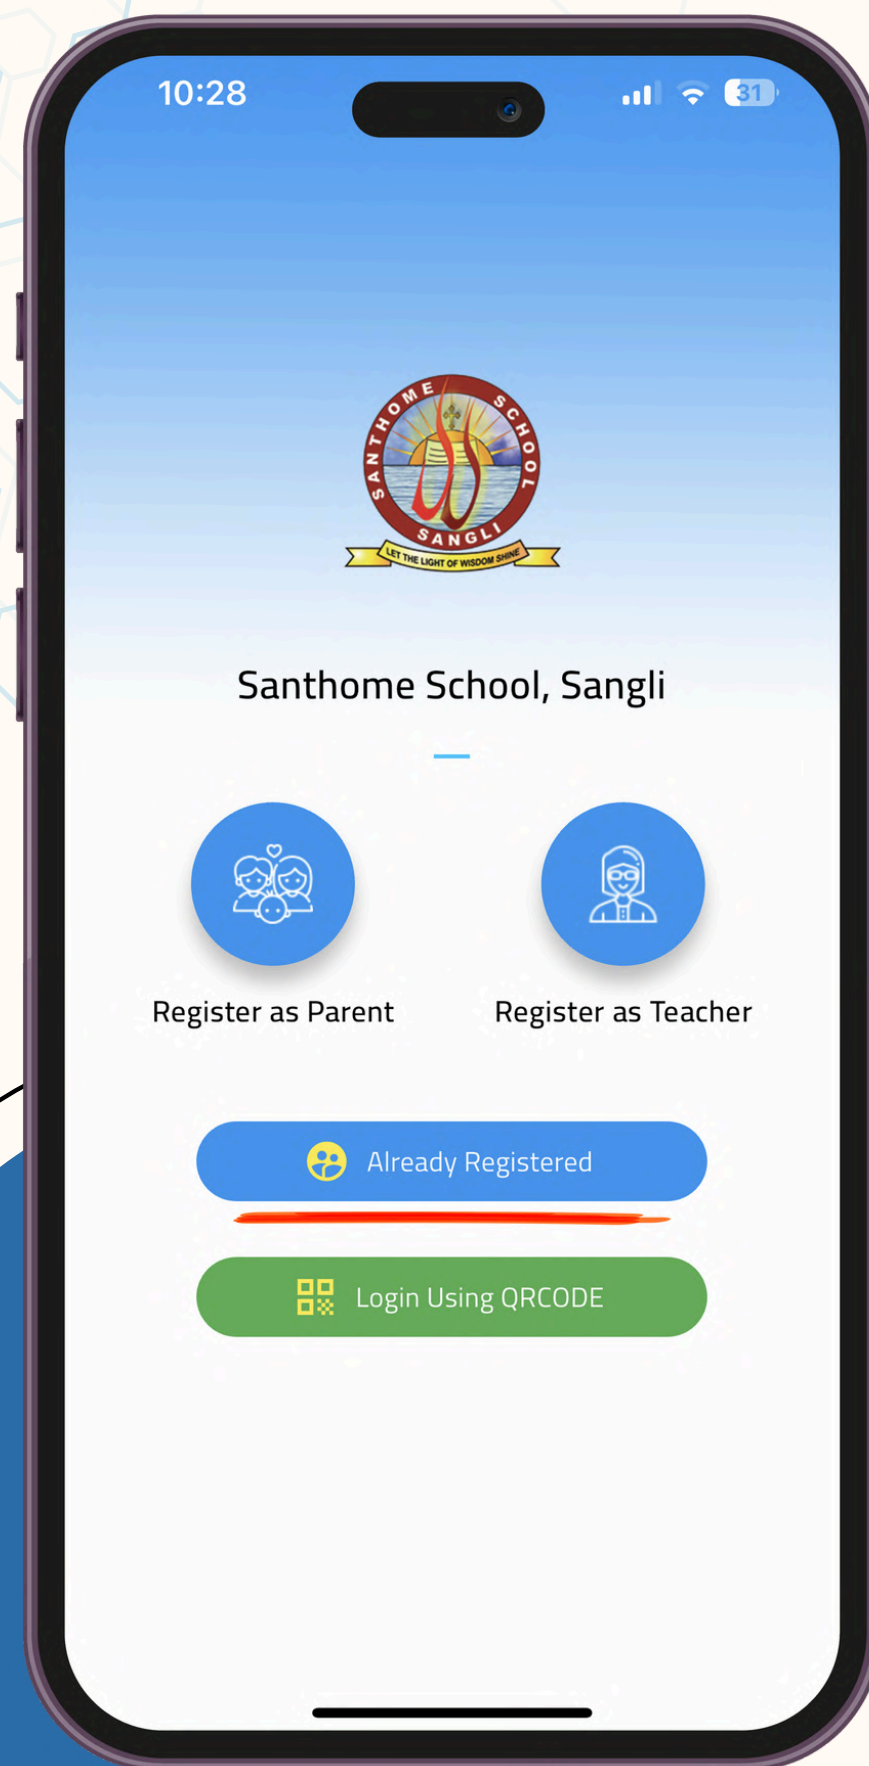 10:28
31
SANTHOME SCHOOL
SANGLI
LET THE LIGHT OF WISDOM SHINE
Santhome School, Sangli
Register as Parent
Register as Teacher
Already Registered
Login Using QRCODE